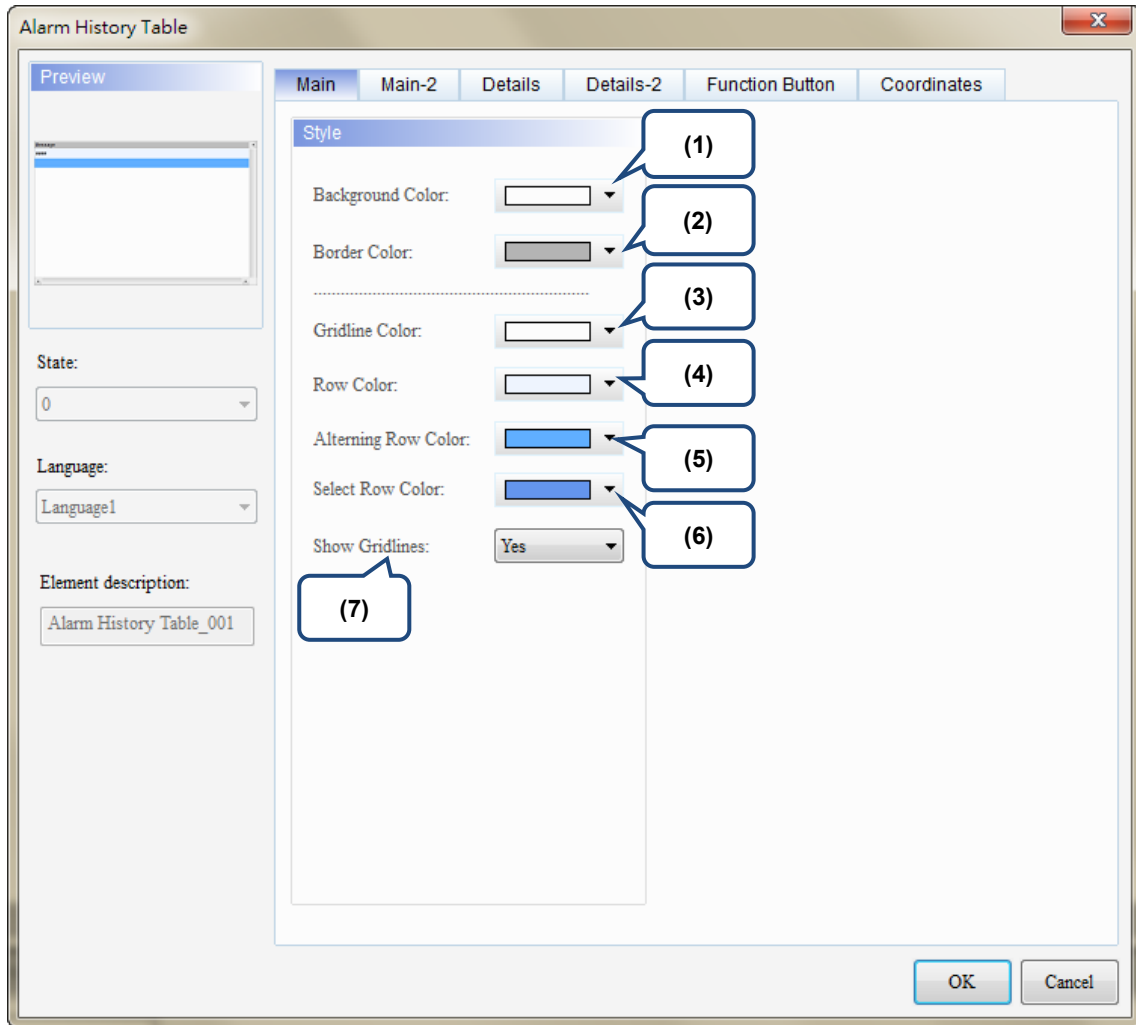 Alarm History Table
Preview
Message
State:
0
Language:
Language1
Element description:
Alarm History Table_001
Main Main-2 Details Details-2 Function Button Coordinates
Style
(1)
Background Color:
(2)
Border Color:
(3)
Gridline Color:
(4)
Row Color:
(5)
Alterning Row Color:
Select Row Color:
(6)
Show Gridlines: Yes
(7)
OK Cancel